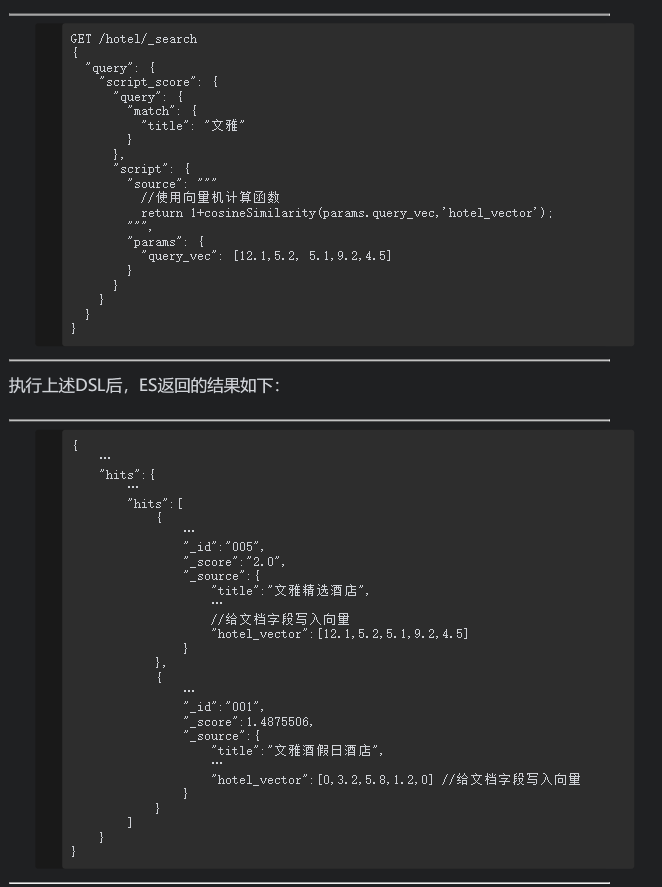 GET /hotel/_search
{
  "query": {
    "script_score": {
      "query": {
        "match": {
          "title": "文雅"
        }
      },
      "script": {
        "source": """
          //使用向量机计算函数
          return 1+cosineSimilarity(params.query_vec,'hotel_vector');
        """,
        "params": {
          "query_vec": [12.1,5.2, 5.1,9.2,4.5]
        }
      }
    }
  }
}
执行上述DSL后，ES返回的结果如下：
{
    …
    "hits":{
        …
        "hits":[
            {
                …
                "_id":"005",
                "_score":"2.0",
                "_source":{
                    "title":"文雅精选酒店",
                    …
                    //给文档字段写入向量
                    "hotel_vector":[12.1,5.2,5.1,9.2,4.5]
                }
            },
            {
                …
                "_id":"001",
                "_score":1.4875506,
                "_source":{
                    "title":"文雅酒假日酒店",
                    …
                    "hotel_vector":[0,3.2,5.8,1.2,0] //给文档字段写入向量
                }
            }
        ]
    }
}